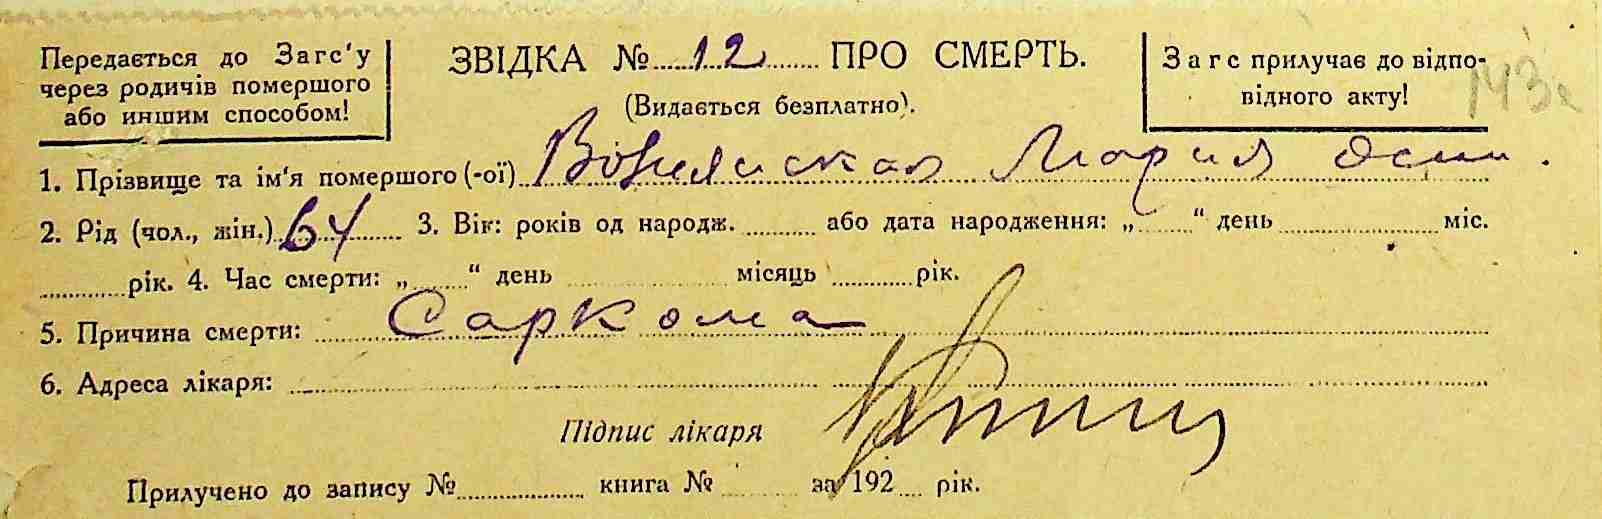 Передається до Загс'у
через родичів помершого
або иншим способом!
ЗВІДКА № 12 ПРО СМЕРТЬ.
(Видається безплатно).
Загс прилучає до відпо-
відного акту!
143
1. Прізвище та ім'я помершого (-ої) Мария
2. Рід (чол., жін.) 64 3. Вік: років од народж. ......... або дата народження: „......“ день .................... міс.
............ рік. 4. Час смерти: „......“ день .................... місяць ............ рік.
5. Причина смерти: Саркома
6. Адреса лікаря:
Підпис лікаря
Прилучено до запису № .................. книга № ........... за 192.... рік.